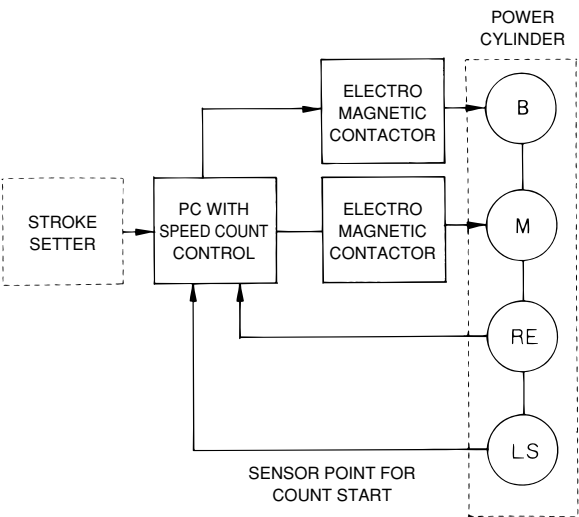 POWER
CYLINDER
ELECTRO
MAGNETIC
CONTACTOR
B
STROKE
SETTER
PC WITH
SPEED COUNT
CONTROL
ELECTRO
MAGNETIC
CONTACTOR
M
RE
LS
SENSOR POINT FOR
COUNT START